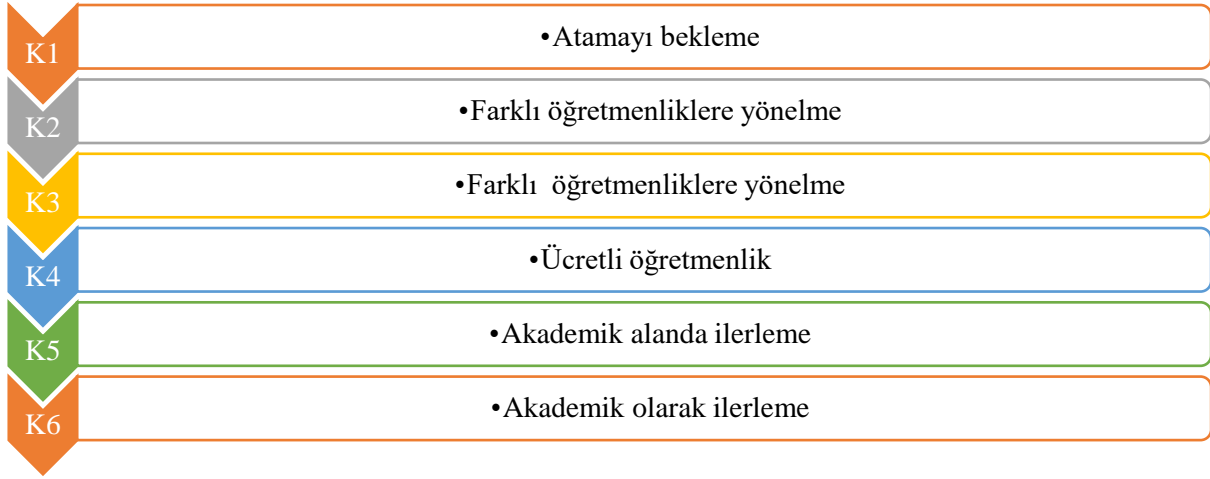 K1
•Atamayı bekleme
K2
•Farklı öğretmenliklere yönelme
K3
•Farklı  öğretmenliklere yönelme
K4
•Ücretli öğretmenlik
K5
•Akademik alanda ilerleme
K6
•Akademik olarak ilerleme